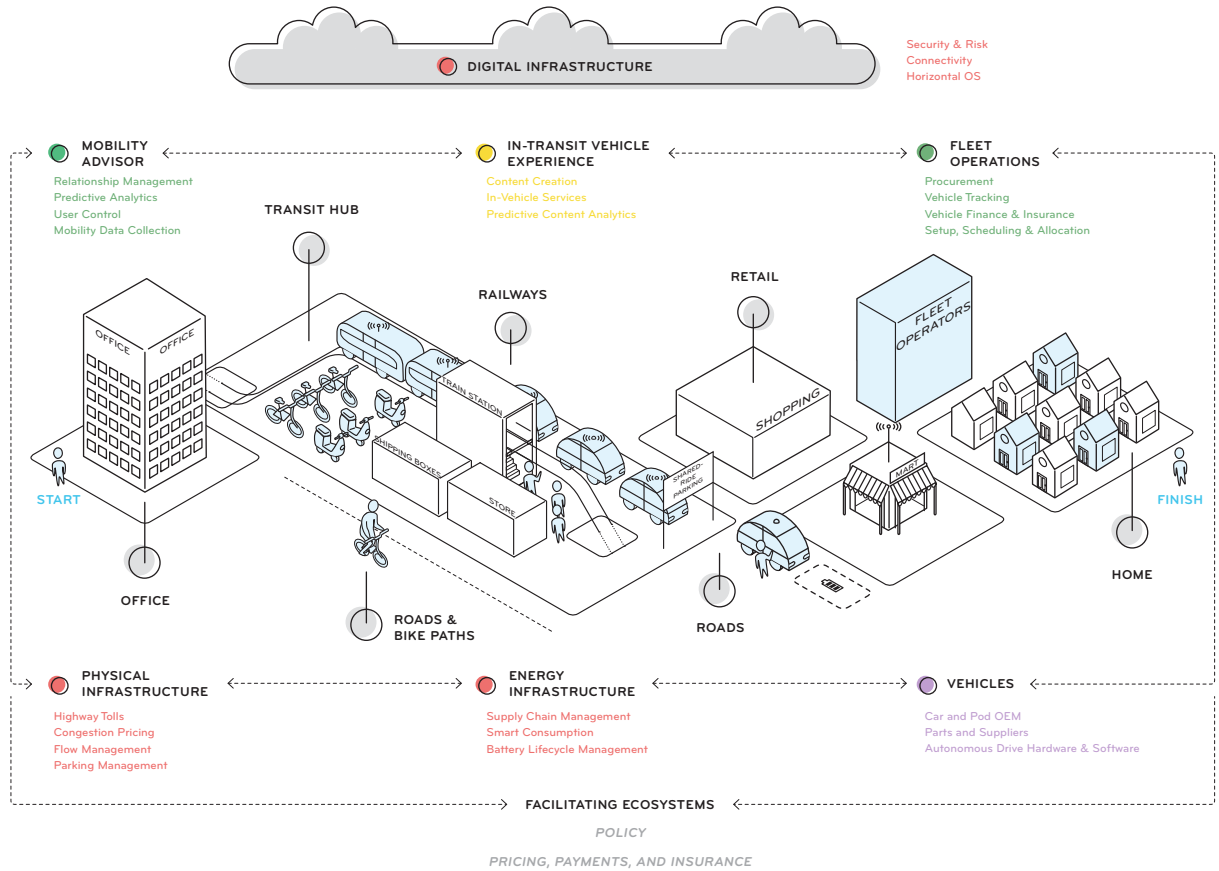 DIGITAL INFRASTRUCTURE
Security & Risk
Connectivity
Horizontal OS
MOBILITY
ADVISOR
Relationship Management
Predictive Analytics
User Control
Mobility Data Collection
IN-TRANSIT VEHICLE
EXPERIENCE
Content Creation
In-Vehicle Services
Predictive Content Analytics
FLEET
OPERATIONS
Procurement
Vehicle Tracking
Vehicle Finance & Insurance
Setup, Scheduling & Allocation
TRANSIT HUB
RAILWAYS
RETAIL
OFFICE
OFFICE
TRAIN STATION
SHIPPING BOXES
STORE
SHARED-
RIDE
PARKING
SHOPPING
FLEET
OPERATORS
MART
START
FINISH
OFFICE
ROADS &
BIKE PATHS
ROADS
HOME
PHYSICAL
INFRASTRUCTURE
Highway Tolls
Congestion Pricing
Flow Management
Parking Management
ENERGY
INFRASTRUCTURE
Supply Chain Management
Smart Consumption
Battery Lifecycle Management
VEHICLES
Car and Pod OEM
Parts and Suppliers
Autonomous Drive Hardware & Software
FACILITATING ECOSYSTEMS
POLICY
PRICING, PAYMENTS, AND INSURANCE